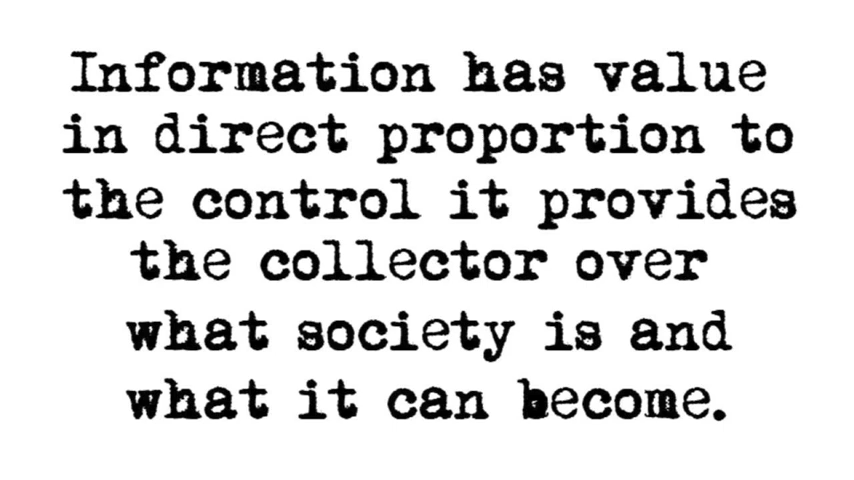 Information has value
in direct proportion to
the control it provides
the collector over
what society is and
what it can become.